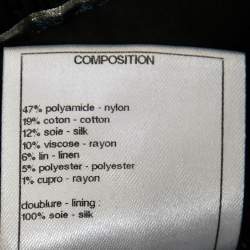 COMPOSITION
47% polyamide - nylon
19% coton - cotton
12% soie - silk
10% viscose - rayon
6% lin - linen
5% polyester - polyester
1% cupro - rayon
doublure - lining :
100% soie - silk